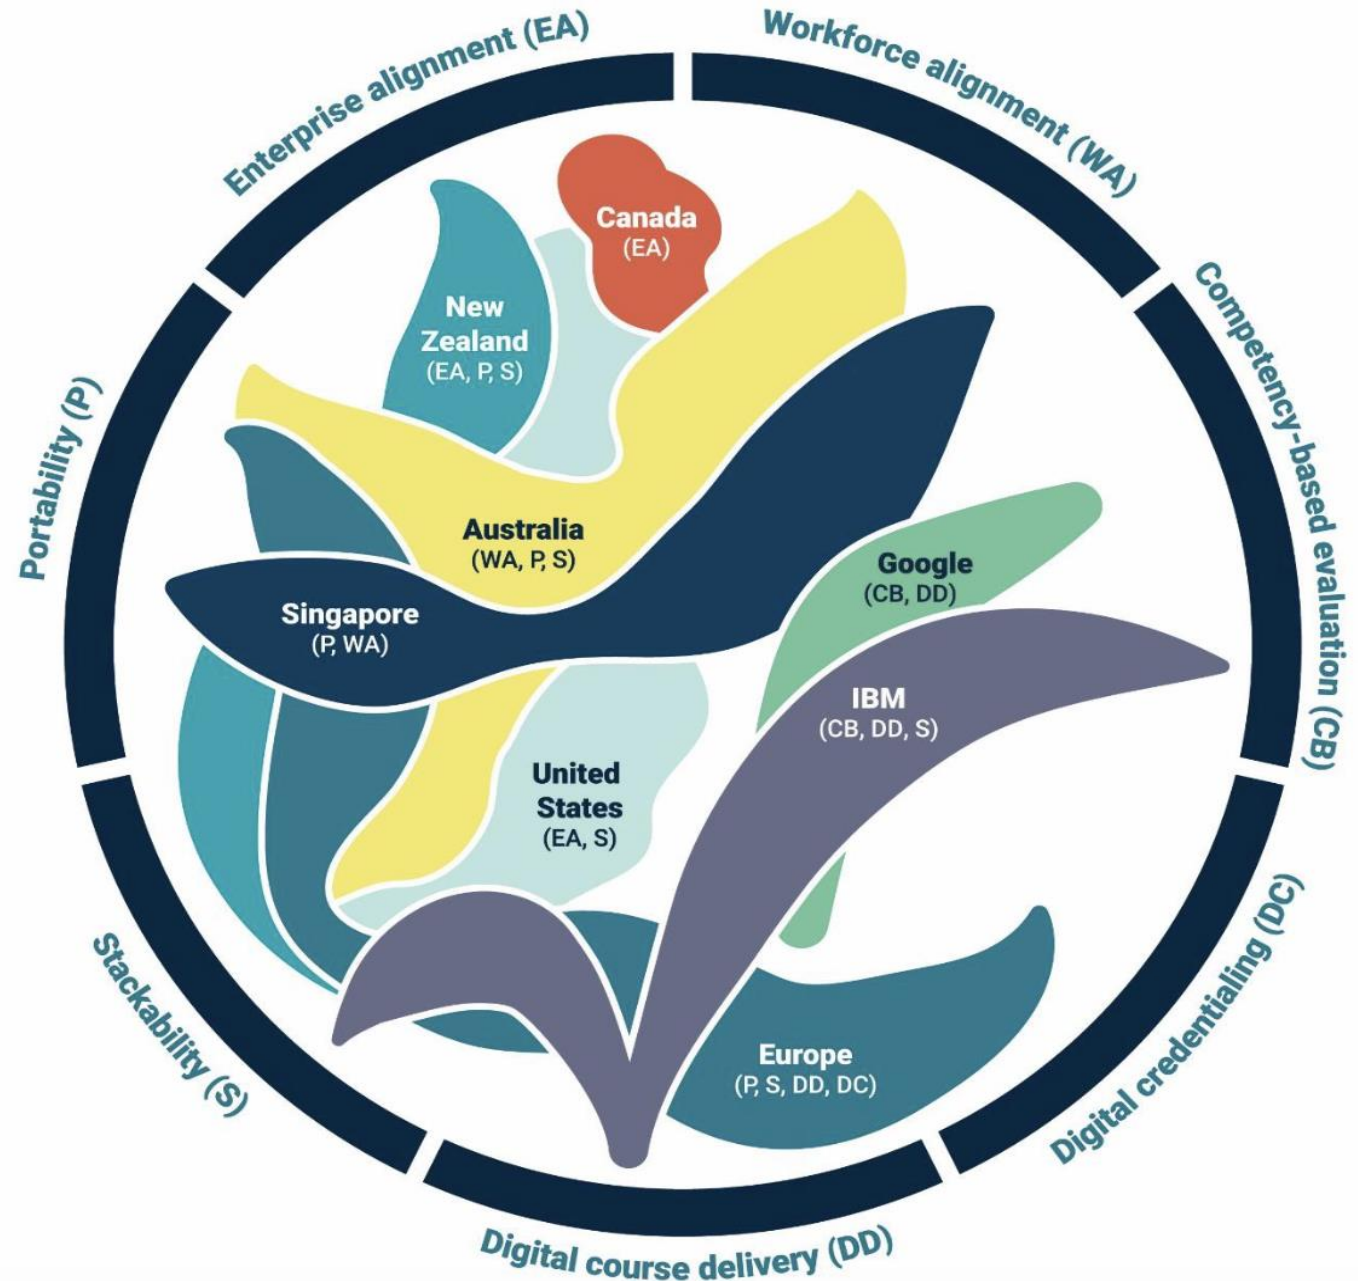 Enterprise alignment (EA)
Workforce alignment (WA)
Competency-based evaluation (CB)
Digital credentialing (DC)
Digital course delivery (DD)
Stackability (S)
Portability (P)
Canada
(EA)
New
Zealand
(EA, P, S)
Australia
(WA, P, S)
Singapore
(P, WA)
Google
(CB, DD)
IBM
(CB, DD, S)
United
States
(EA, S)
Europe
(P, S, DD, DC)